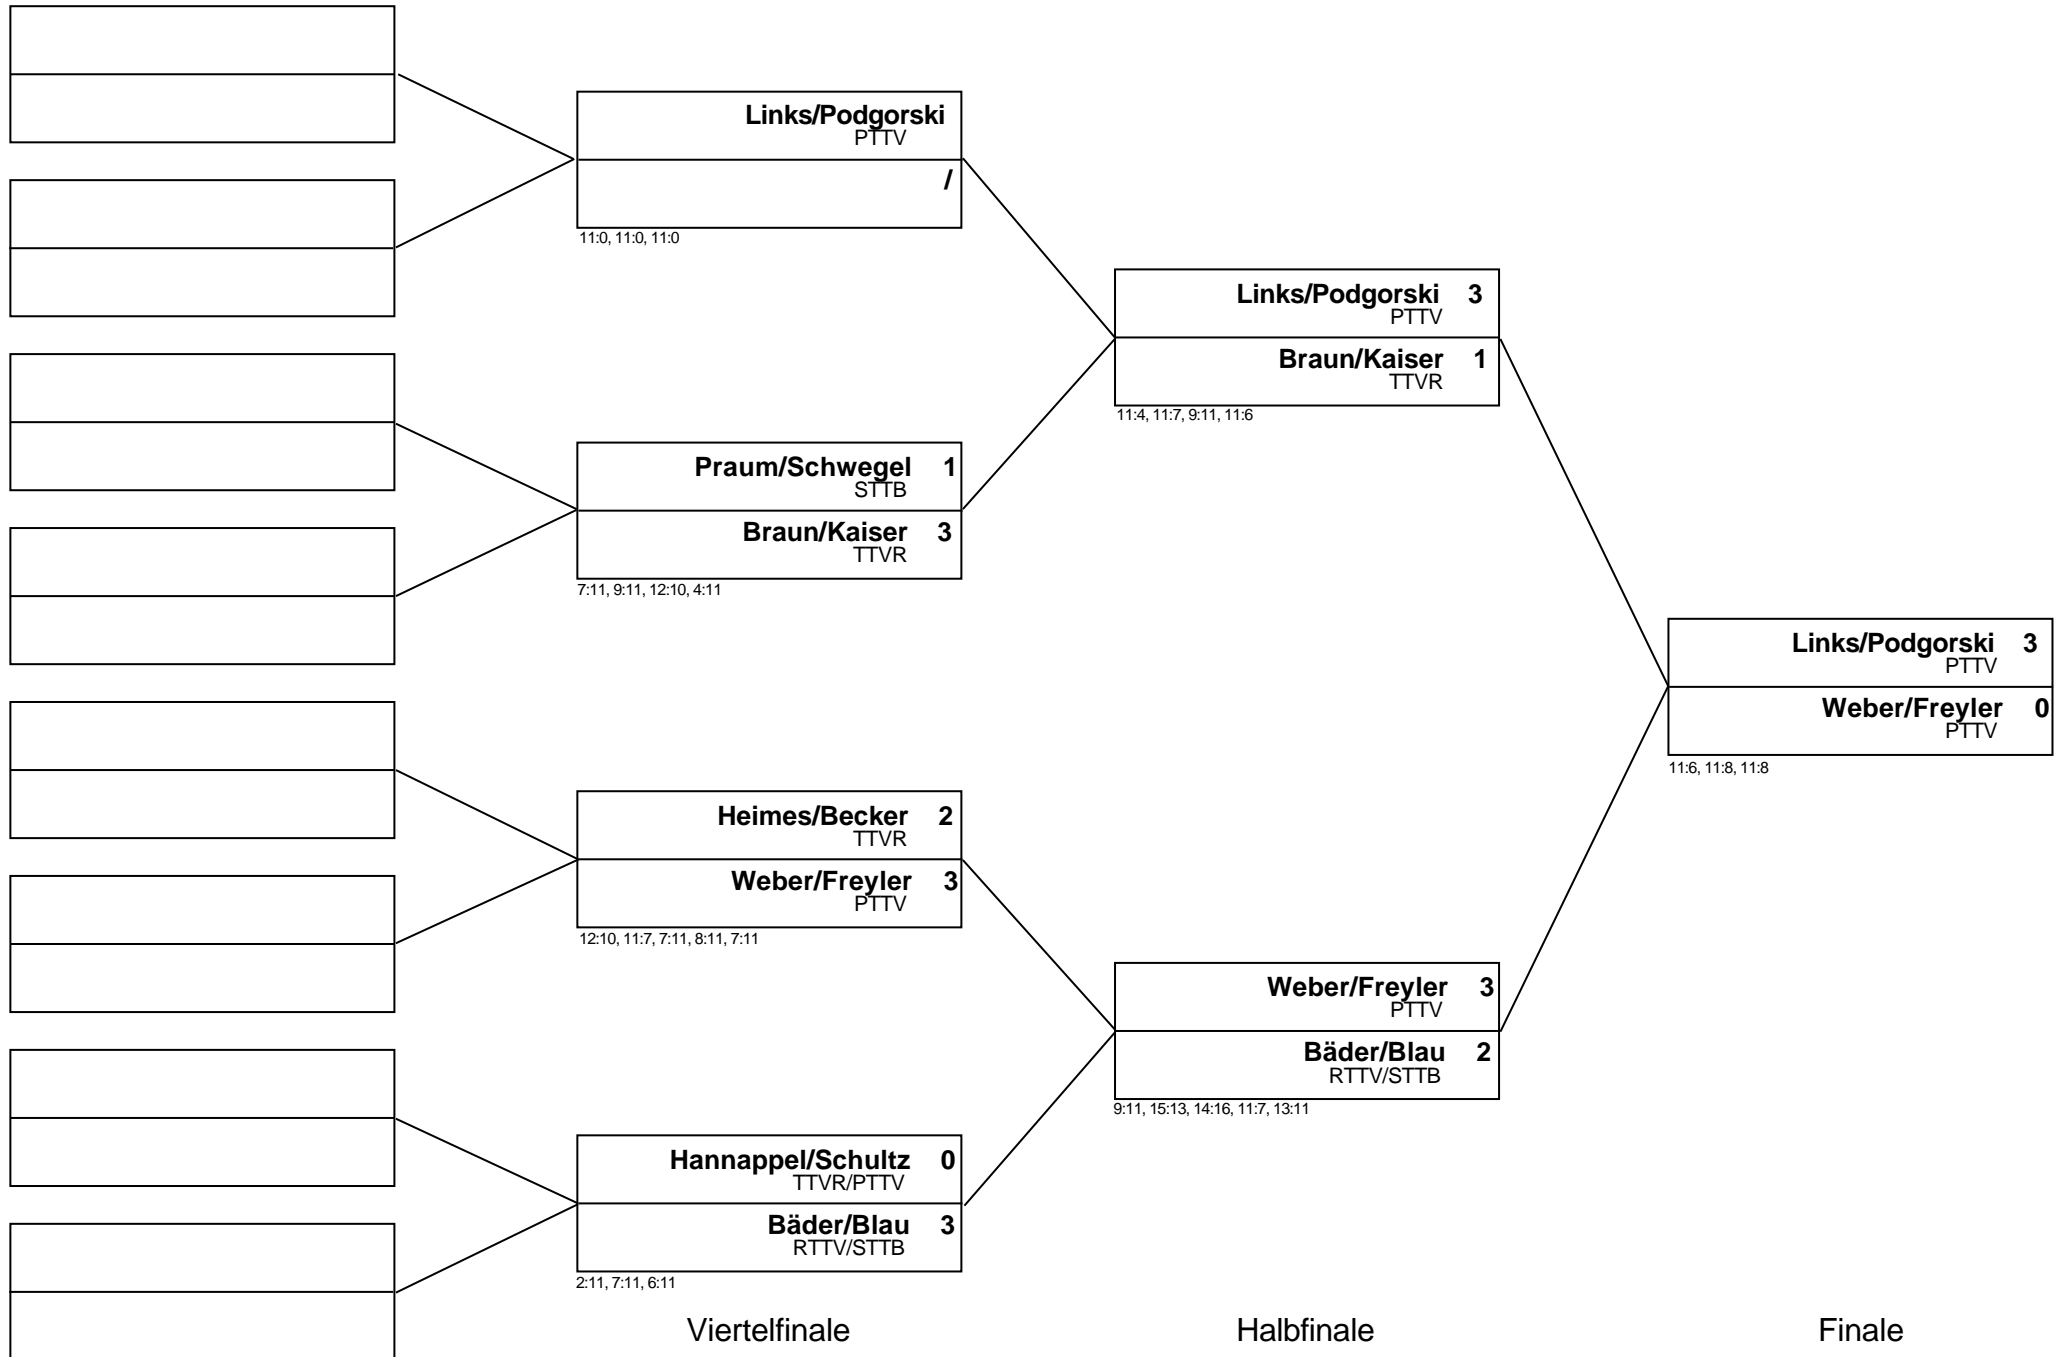 Links/Podgorski
PTTV
/
11:0, 11:0, 11:0
Praum/Schwegel 1
STTB
Braun/Kaiser 3
TTVR
7:11, 9:11, 12:10, 4:11
Heimes/Becker 2
TTVR
Weber/Freyler 3
PTTV
12:10, 11:7, 7:11, 8:11, 7:11
Hannappel/Schultz 0
TTVR/PTTV
Bäder/Blau 3
RTTV/STTB
2:11, 7:11, 6:11
Viertelfinale
Links/Podgorski 3
PTTV
Braun/Kaiser 1
TTVR
11:4, 11:7, 9:11, 11:6
Weber/Freyler 3
PTTV
Bäder/Blau 2
RTTV/STTB
9:11, 15:13, 14:16, 11:7, 13:11
Halbfinale
Links/Podgorski 3
PTTV
Weber/Freyler 0
PTTV
11:6, 11:8, 11:8
Finale